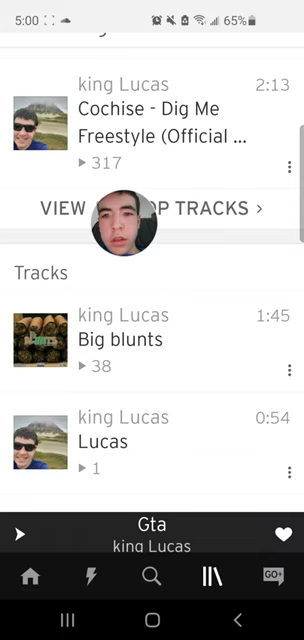 5:00 65%
king Lucas 2:13
Cochise - Dig Me
Freestyle (Official ...
317
VIEW OP TRACKS >
Tracks
king Lucas 1:45
Big blunts
38
king Lucas 0:54
Lucas
1
Gta
king Lucas
GO+